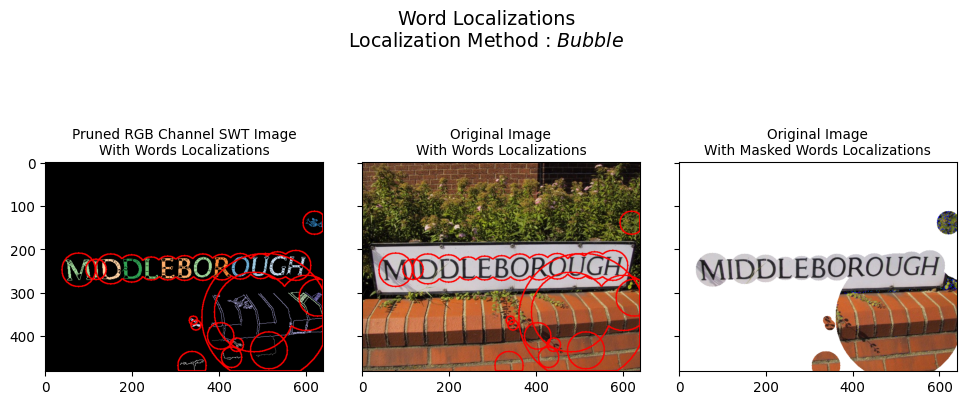 Word Localizations
Localization Method : Bubble
Pruned RGB Channel SWT Image
With Words Localizations
Original Image
With Words Localizations
Original Image
With Masked Words Localizations
0
100
200
300
400
MIDDLEBOROUGH
MIDDLEBOROUGH
MIDDLEBOROUGH
0 200 400 600
0 200 400 600
0 200 400 600